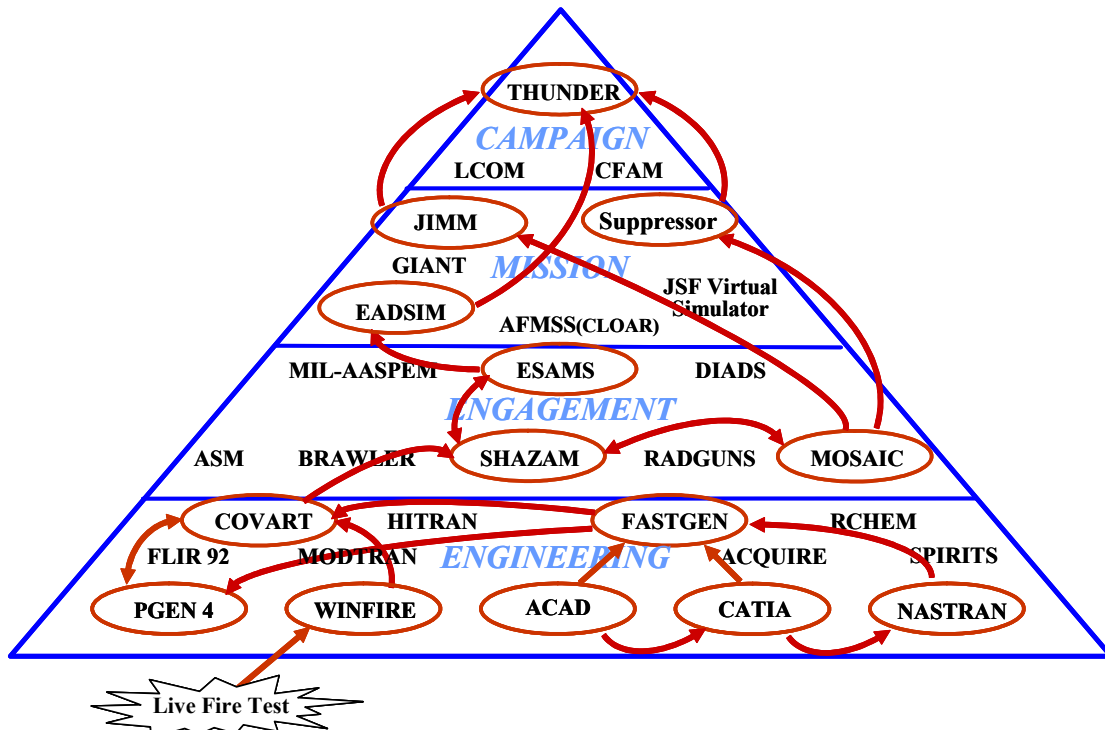 THUNDER
CAMPAIGN
LCOM CFAM
JIMM Suppressor
GIANT MISSION
JSF Virtual
Simulator
EADSIM
AFMSS(CLOAR)
MIL-AASPEM ESAMS DIADS
ENGAGEMENT
ASM BRAWLER SHAZAM RADGUNS MOSAIC
COVART HITRAN FASTGEN RCHEM
FLIR 92 MODTRAN ENGINEERING ACQUIRE SPIRITS
PGEN 4 WINFIRE ACAD CATIA NASTRAN
Live Fire Test